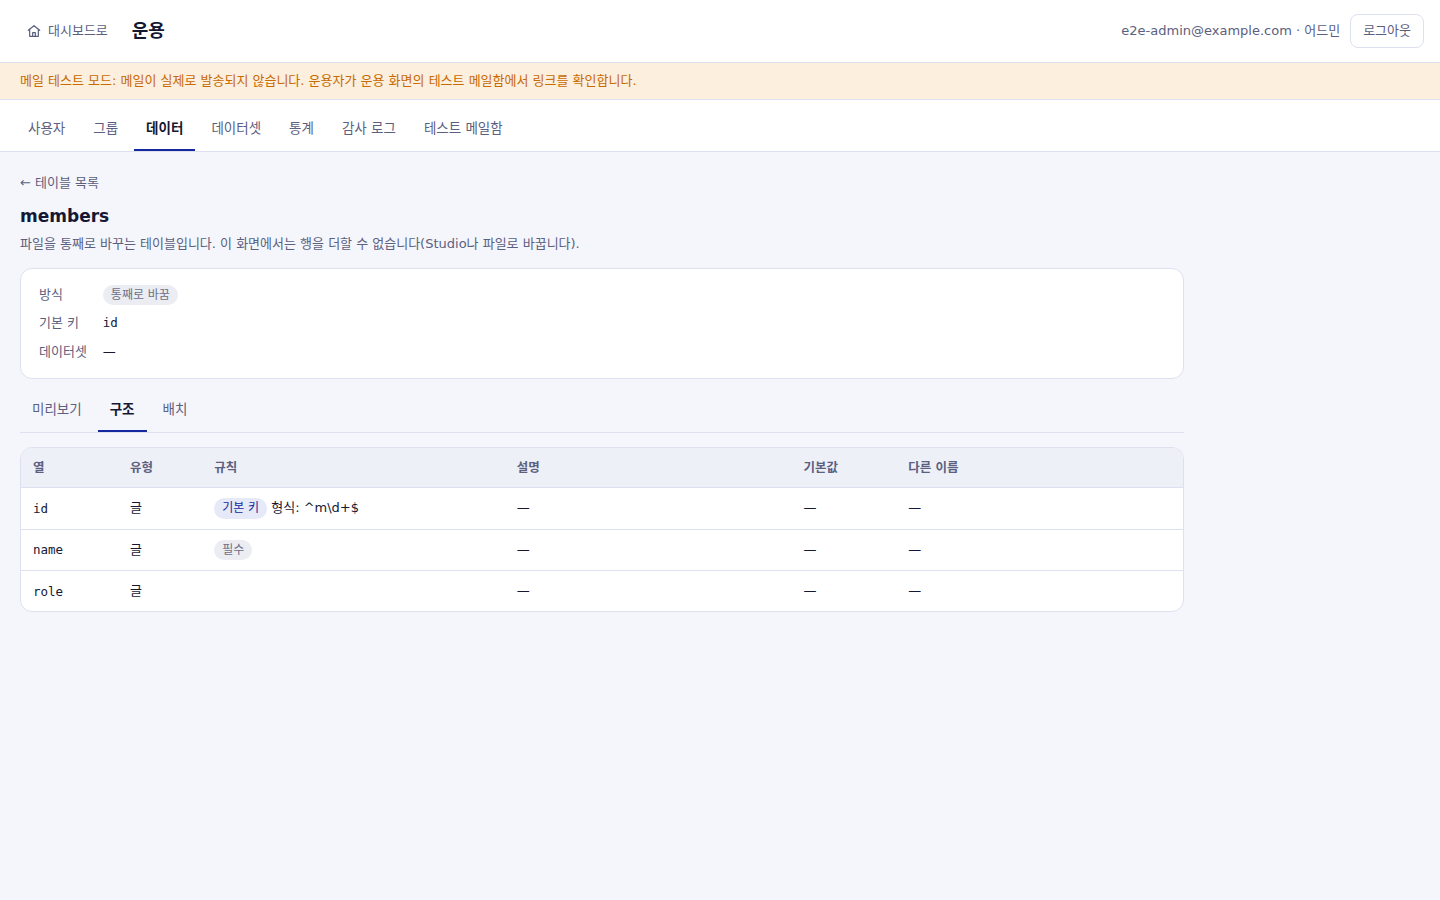 대시보드로 운용 e2e-admin@example.com · 어드민 로그아웃
메일 테스트 모드: 메일이 실제로 발송되지 않습니다. 운용자가 운용 화면의 테스트 메일함에서 링크를 확인합니다.
사용자 그룹 데이터 데이터셋 통계 감사 로그 테스트 메일함
← 테이블 목록
members
파일을 통째로 바꾸는 테이블입니다. 이 화면에서는 행을 더할 수 없습니다(Studio나 파일로 바꿉니다).
방식 통째로 바꿈
기본 키 id
데이터셋 —
미리보기 구조 배치
열 유형 규칙 설명 기본값 다른 이름
id 글 기본 키 형식: ^m\d+$ — — —
name 글 필수 — — —
role 글 — — —